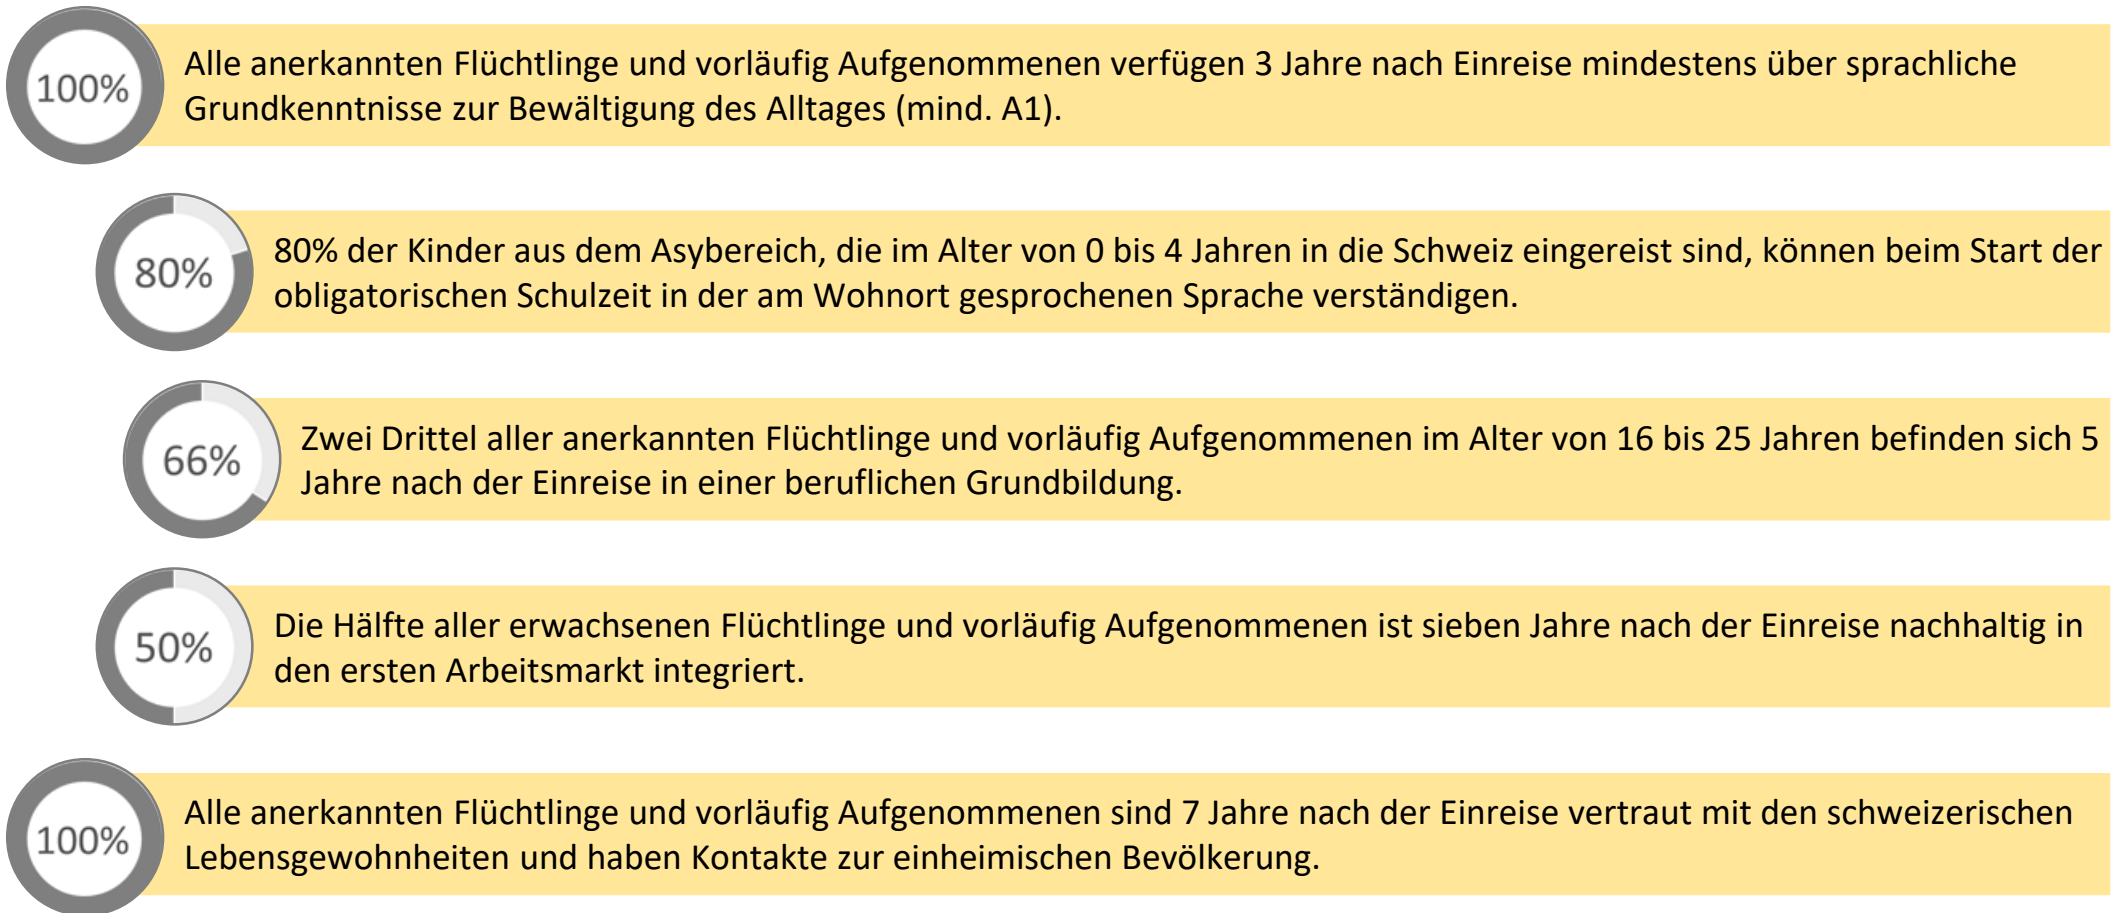 100%
Alle anerkannten Flüchtlinge und vorläufig Aufgenommenen verfügen 3 Jahre nach Einreise mindestens über sprachliche
Grundkenntnisse zur Bewältigung des Alltages (mind. A1).
80%
80% der Kinder aus dem Asybereich, die im Alter von 0 bis 4 Jahren in die Schweiz eingereist sind, können beim Start der
obligatorischen Schulzeit in der am Wohnort gesprochenen Sprache verständigen.
66%
Zwei Drittel aller anerkannten Flüchtlinge und vorläufig Aufgenommenen im Alter von 16 bis 25 Jahren befinden sich 5
Jahre nach der Einreise in einer beruflichen Grundbildung.
50%
Die Hälfte aller erwachsenen Flüchtlinge und vorläufig Aufgenommenen ist sieben Jahre nach der Einreise nachhaltig in
den ersten Arbeitsmarkt integriert.
100%
Alle anerkannten Flüchtlinge und vorläufig Aufgenommenen sind 7 Jahre nach der Einreise vertraut mit den schweizerischen
Lebensgewohnheiten und haben Kontakte zur einheimischen Bevölkerung.